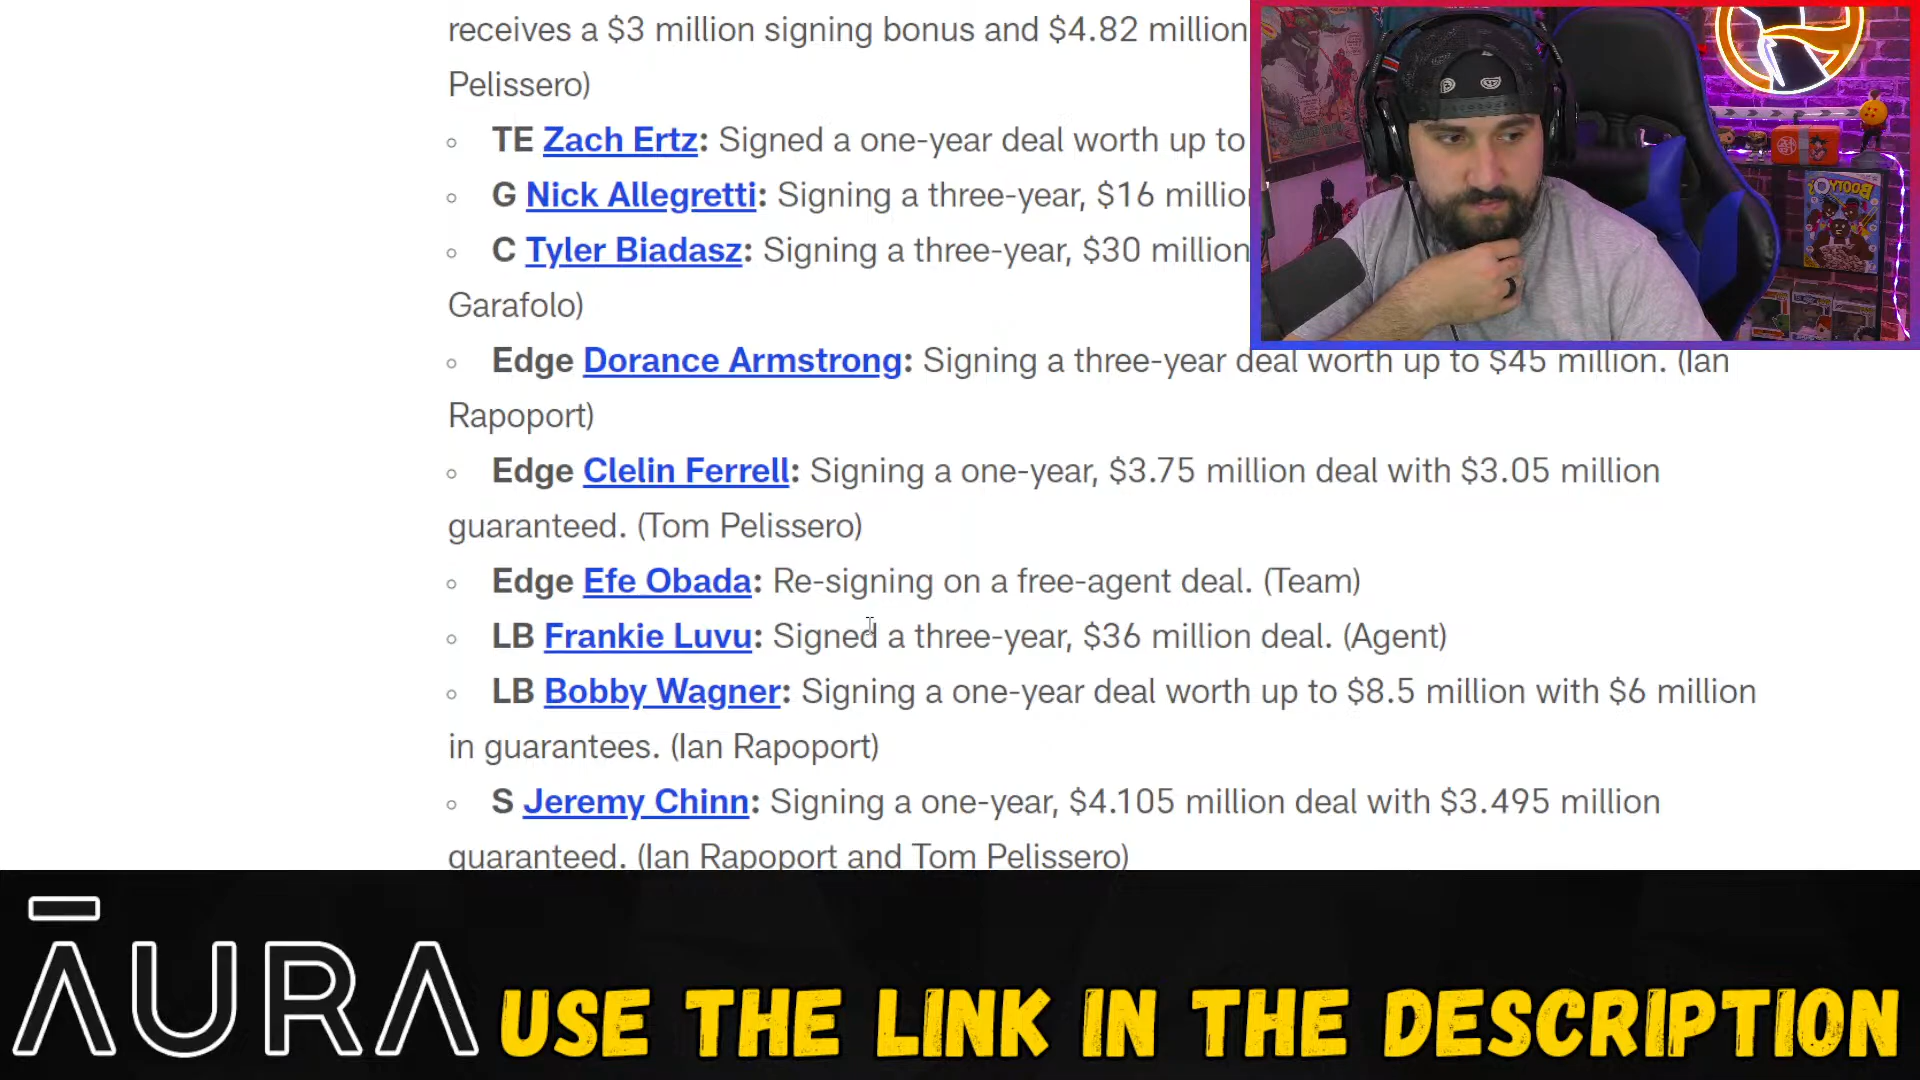 receives a $3 million signing bonus and $4.82 million
Pelissero)
TE Zach Ertz: Signed a one-year deal worth up to
G Nick Allegretti: Signing a three-year, $16 millio
C Tyler Biadasz: Signing a three-year, $30 million
Garafolo)
Edge Dorance Armstrong: Signing a three-year deal worth up to $45 million. (Ian
Rapoport)
Edge Clelin Ferrell: Signing a one-year, $3.75 million deal with $3.05 million
guaranteed. (Tom Pelissero)
Edge Efe Obada: Re-signing on a free-agent deal. (Team)
LB Frankie Luvu: Signed a three-year, $36 million deal. (Agent)
LB Bobby Wagner: Signing a one-year deal worth up to $8.5 million with $6 million
in guarantees. (Ian Rapoport)
S Jeremy Chinn: Signing a one-year, $4.105 million deal with $3.495 million
guaranteed. (Ian Rapoport and Tom Pelissero)
ĀURA USE THE LINK IN THE DESCRIPTION